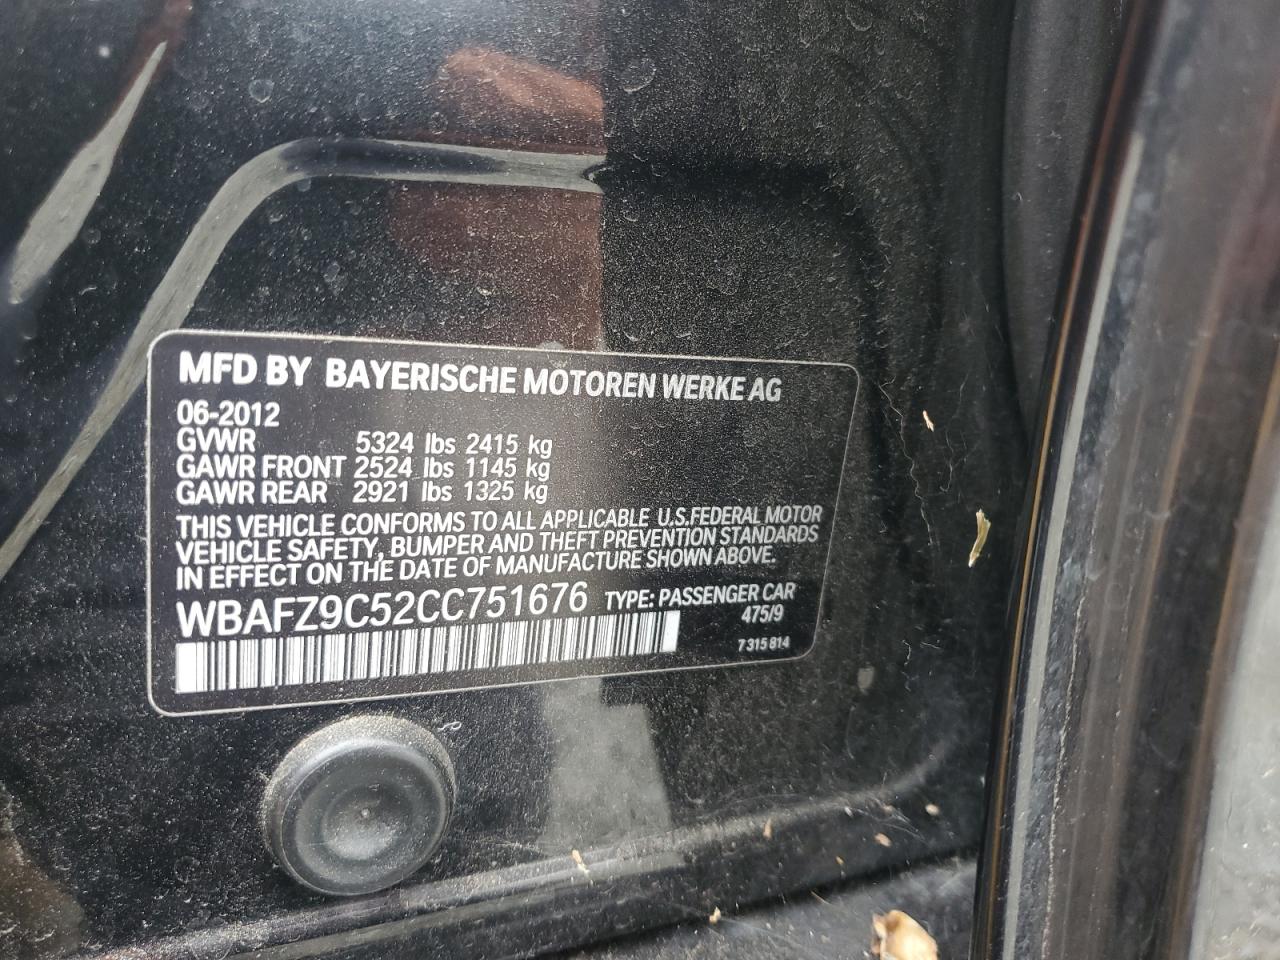 MFD BY BAYERISCHE MOTOREN WERKE AG
06-2012
GVWR 5324 lbs 2415 kg
GAWR FRONT 2524 lbs 1145 kg
GAWR REAR 2921 lbs 1325 kg
THIS VEHICLE CONFORMS TO ALL APPLICABLE U.S.FEDERAL MOTOR
VEHICLE SAFETY, BUMPER AND THEFT PREVENTION STANDARDS
IN EFFECT ON THE DATE OF MANUFACTURE SHOWN ABOVE.
WBAFZ9C52CC751676 TYPE: PASSENGER CAR
475/9
7 315 814